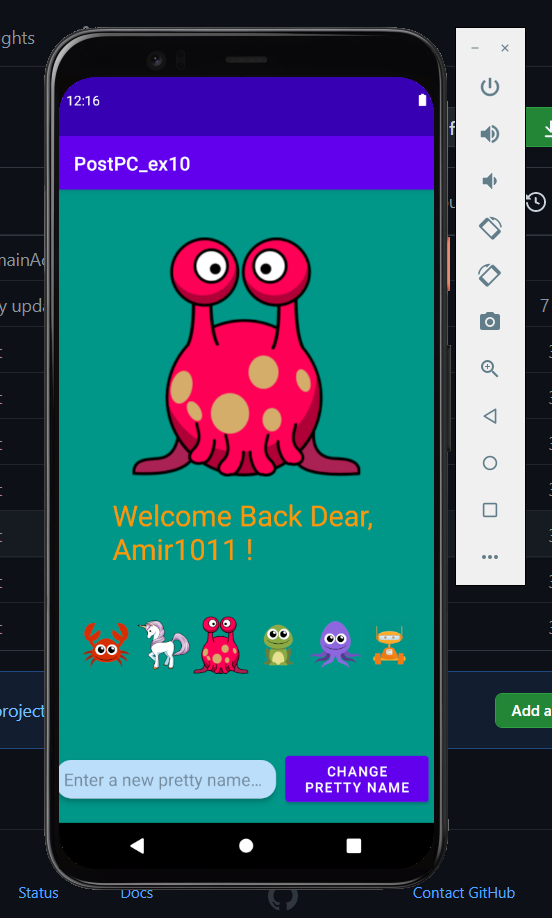 ghts
12:16
PostPC_ex10
mainAc
y upda
7
Welcome Back Dear,
Amir1011 !
project
Add a
Enter a new pretty name…
CHANGE
PRETTY NAME
Status
Docs
Contact GitHub